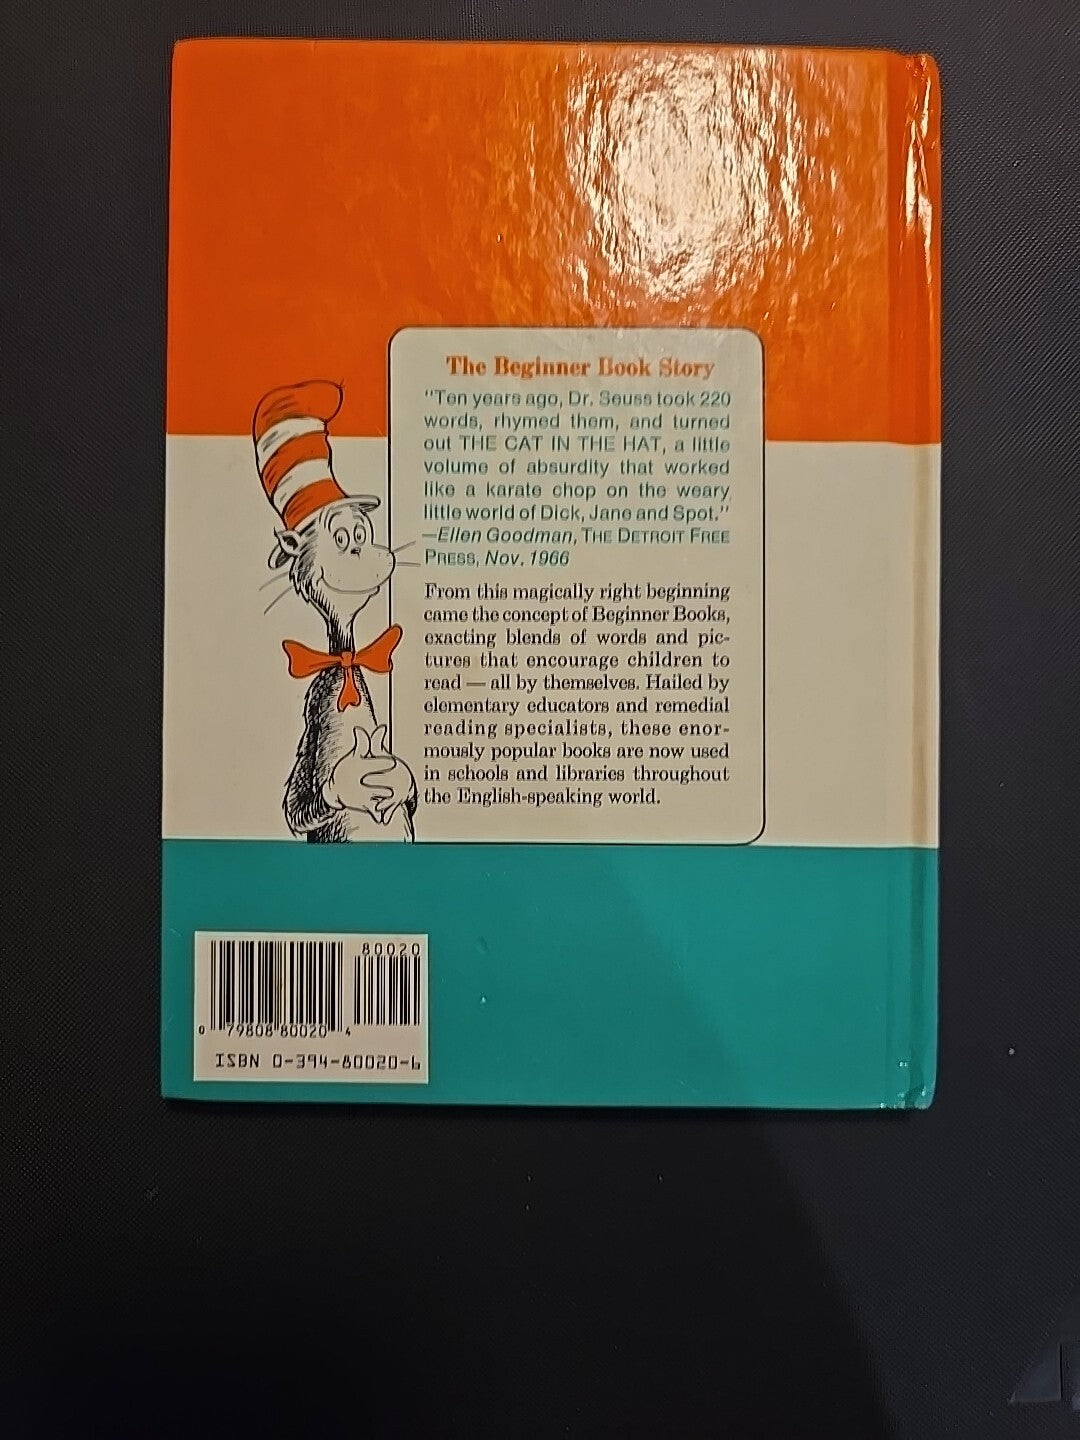 The Beginner Book Story
"Ten years ago, Dr. Seuss took 220
words, rhymed them, and turned
out THE CAT IN THE HAT, a little
volume of absurdity that worked
like a karate chop on the weary
little world of Dick, Jane and Spot."
—Ellen Goodman, THE DETROIT FREE
PRESS, Nov. 1966
From this magically right beginning
came the concept of Beginner Books,
exacting blends of words and pic-
tures that encourage children to
read — all by themselves. Hailed by
elementary educators and remedial
reading specialists, these enor-
mously popular books are now used
in schools and libraries throughout
the English-speaking world.
80020
0 79808 80020 4
ISBN 0-394-80020-6